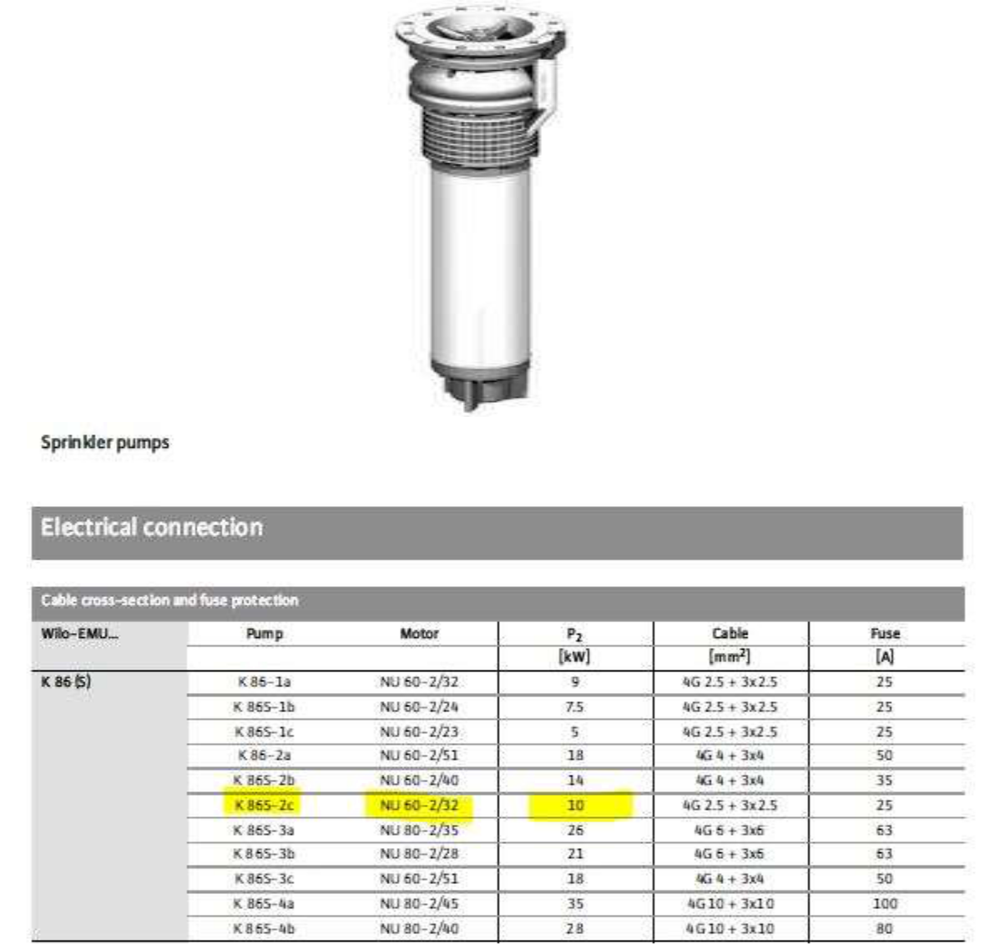 Sprinkler pumps
Electrical connection
Cable cross-section and fuse protection
Wilo-EMU... Pump Motor P2 Cable Fuse
[kW] [mm²] [A]
K 86 (S) K 86-1a NU 60-2/32 9 4G 2.5 + 3x2.5 25
K 86S-1b NU 60-2/24 7.5 4G 2.5 + 3x2.5 25
K 86S-1c NU 60-2/23 5 4G 2.5 + 3x2.5 25
K 86-2a NU 60-2/51 18 4G 4 + 3x4 50
K 86S-2b NU 60-2/40 14 4G 4 + 3x4 35
K 86S-2c NU 60-2/32 10 4G 2.5 + 3x2.5 25
K 86S-3a NU 80-2/35 26 4G 6 + 3x6 63
K 86S-3b NU 80-2/28 21 4G 6 + 3x6 63
K 86S-3c NU 60-2/51 18 4G 4 + 3x4 50
K 86S-4a NU 80-2/45 35 4G10 + 3x10 100
K 86S-4b NU 80-2/40 28 4G10 + 3x10 80